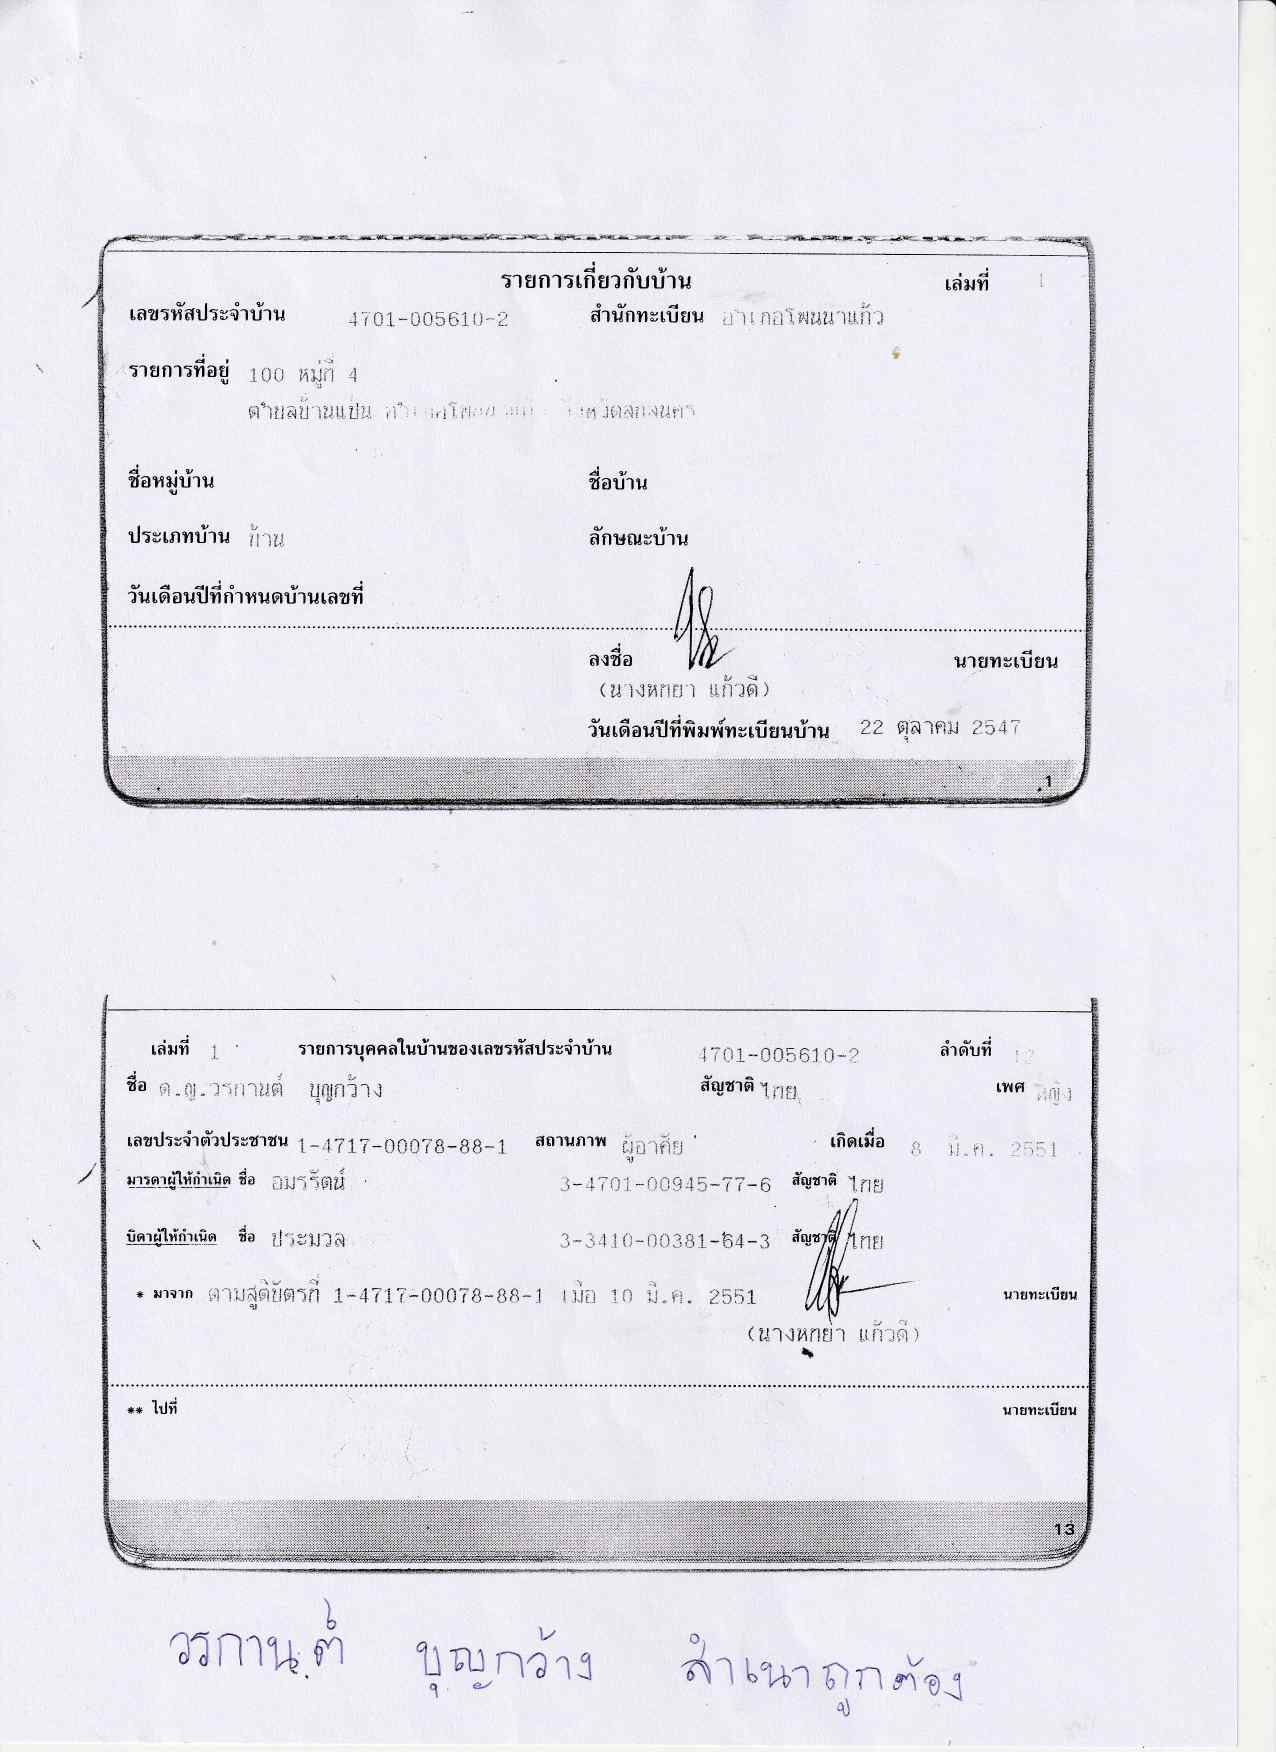 รายการเกี่ยวกับบ้าน เล่มที่ 1
เลขรหัสประจำบ้าน 4701-005610-2 สำนักทะเบียน อำเภอโพนนาแก้ว
รายการที่อยู่ 100 หมู่ที่ 4
ตำบลบ้านแป้น อำเภอโพนนาแก้ว จังหวัดสกลนคร
ชื่อหมู่บ้าน ชื่อบ้าน
ประเภทบ้าน บ้าน ลักษณะบ้าน
วันเดือนปีที่กำหนดบ้านเลขที่
ลงชื่อ นายทะเบียน
(นางหทยา แก้วดี)
วันเดือนปีที่พิมพ์ทะเบียนบ้าน 22 ตุลาคม 2547
1
เล่มที่ 1 รายการบุคคลในบ้านของเลขรหัสประจำบ้าน 4701-005610-2 ลำดับที่ 12
ชื่อ ด.ญ.วรกานต์ บุญกว้าง สัญชาติ ไทย เพศ หญิง
เลขประจำตัวประชาชน 1-4717-00078-88-1 สถานภาพ ผู้อาศัย เกิดเมื่อ 8 มี.ค. 2551
มารดาผู้ให้กำเนิด ชื่อ อมรรัตน์ 3-4701-00945-77-6 สัญชาติ ไทย
บิดาผู้ให้กำเนิด ชื่อ ประมวล 3-3410-00381-64-3 สัญชาติ ไทย
* มาจาก ตามสูติบัตรที่ 1-4717-00078-88-1 เมื่อ 10 มี.ค. 2551 นายทะเบียน
(นางหทยา แก้วดี)
** ไปที่ นายทะเบียน
13
วรกานต์ บุญกว้าง สำเนาถูกต้อง